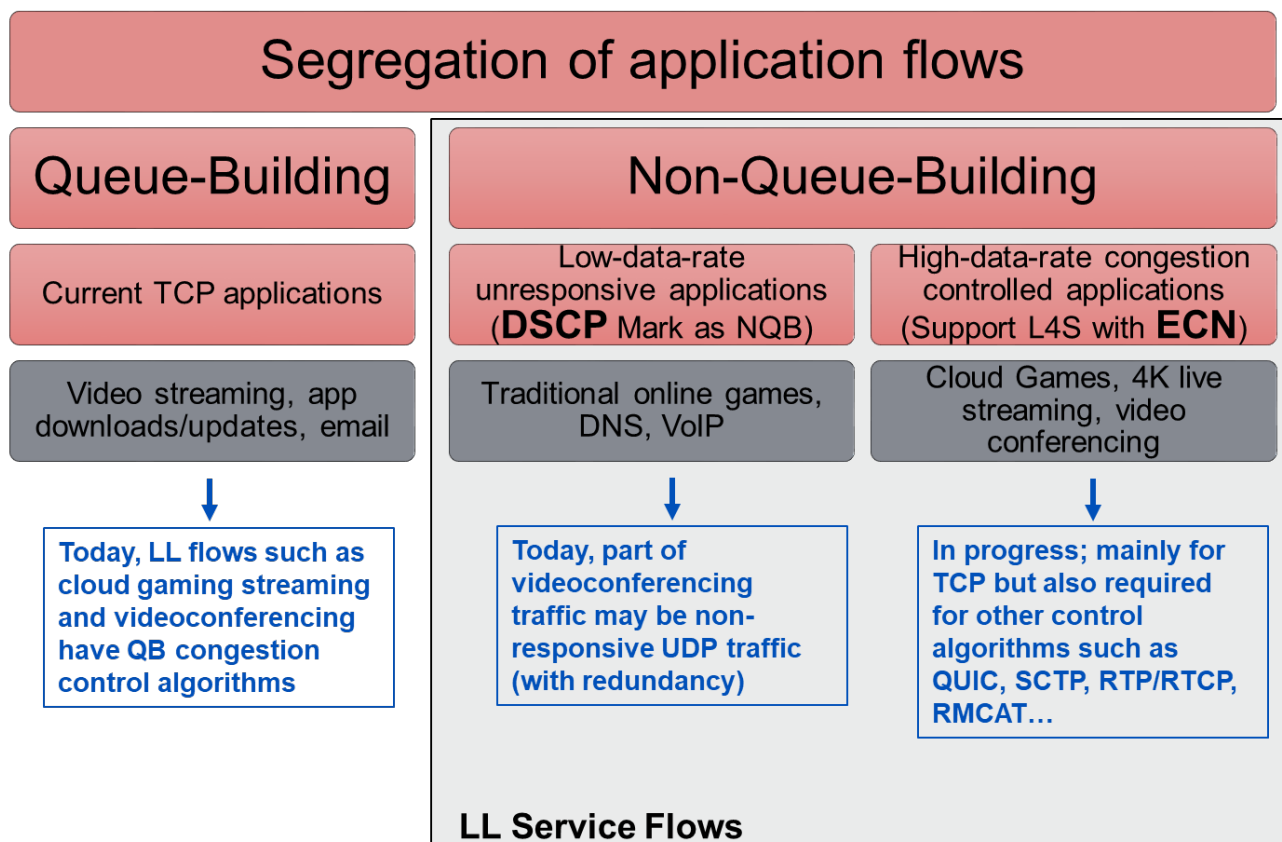 Segregation of application flows
Queue-Building
Non-Queue-Building
Current TCP applications
Low-data-rate
unresponsive applications
(DSCP Mark as NQB)
High-data-rate congestion
controlled applications
(Support L4S with ECN)
Video streaming, app
downloads/updates, email
Traditional online games,
DNS, VoIP
Cloud Games, 4K live
streaming, video
conferencing
Today, LL flows such as
cloud gaming streaming
and videoconferencing
have QB congestion
control algorithms
Today, part of
videoconferencing
traffic may be non-
responsive UDP traffic
(with redundancy)
In progress; mainly for
TCP but also required
for other control
algorithms such as
QUIC, SCTP, RTP/RTCP,
RMCAT…
LL Service Flows